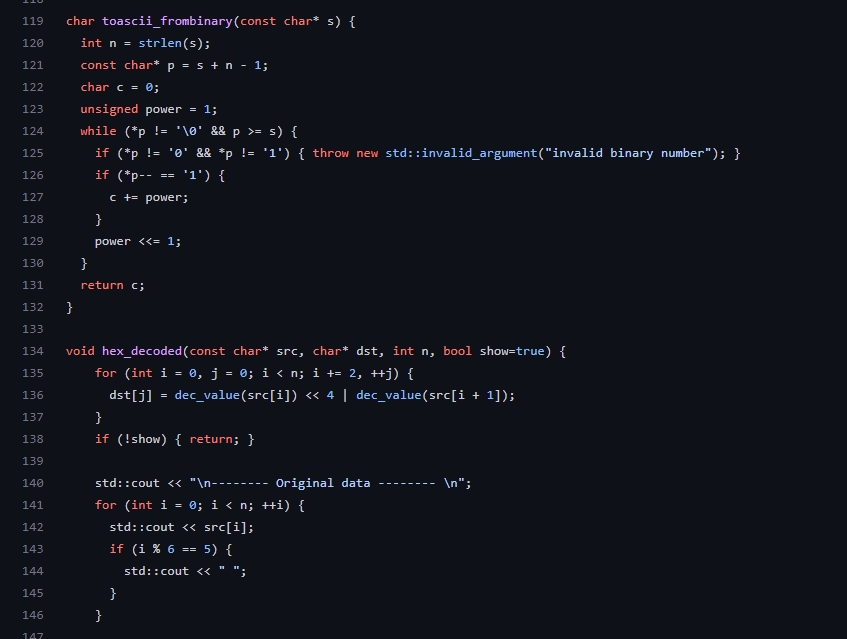 119 char toascii_frombinary(const char* s) {
120   int n = strlen(s);
121   const char* p = s + n - 1;
122   char c = 0;
123   unsigned power = 1;
124   while (*p != '\0' && p >= s) {
125     if (*p != '0' && *p != '1') { throw new std::invalid_argument("invalid binary number"); }
126     if (*p-- == '1') {
127       c += power;
128     }
129     power <<= 1;
130   }
131   return c;
132 }
133
134 void hex_decoded(const char* src, char* dst, int n, bool show=true) {
135     for (int i = 0, j = 0; i < n; i += 2, ++j) {
136       dst[j] = dec_value(src[i]) << 4 | dec_value(src[i + 1]);
137     }
138     if (!show) { return; }
139
140     std::cout << "\n-------- Original data -------- \n";
141     for (int i = 0; i < n; ++i) {
142       std::cout << src[i];
143       if (i % 6 == 5) {
144         std::cout << " ";
145       }
146     }
147